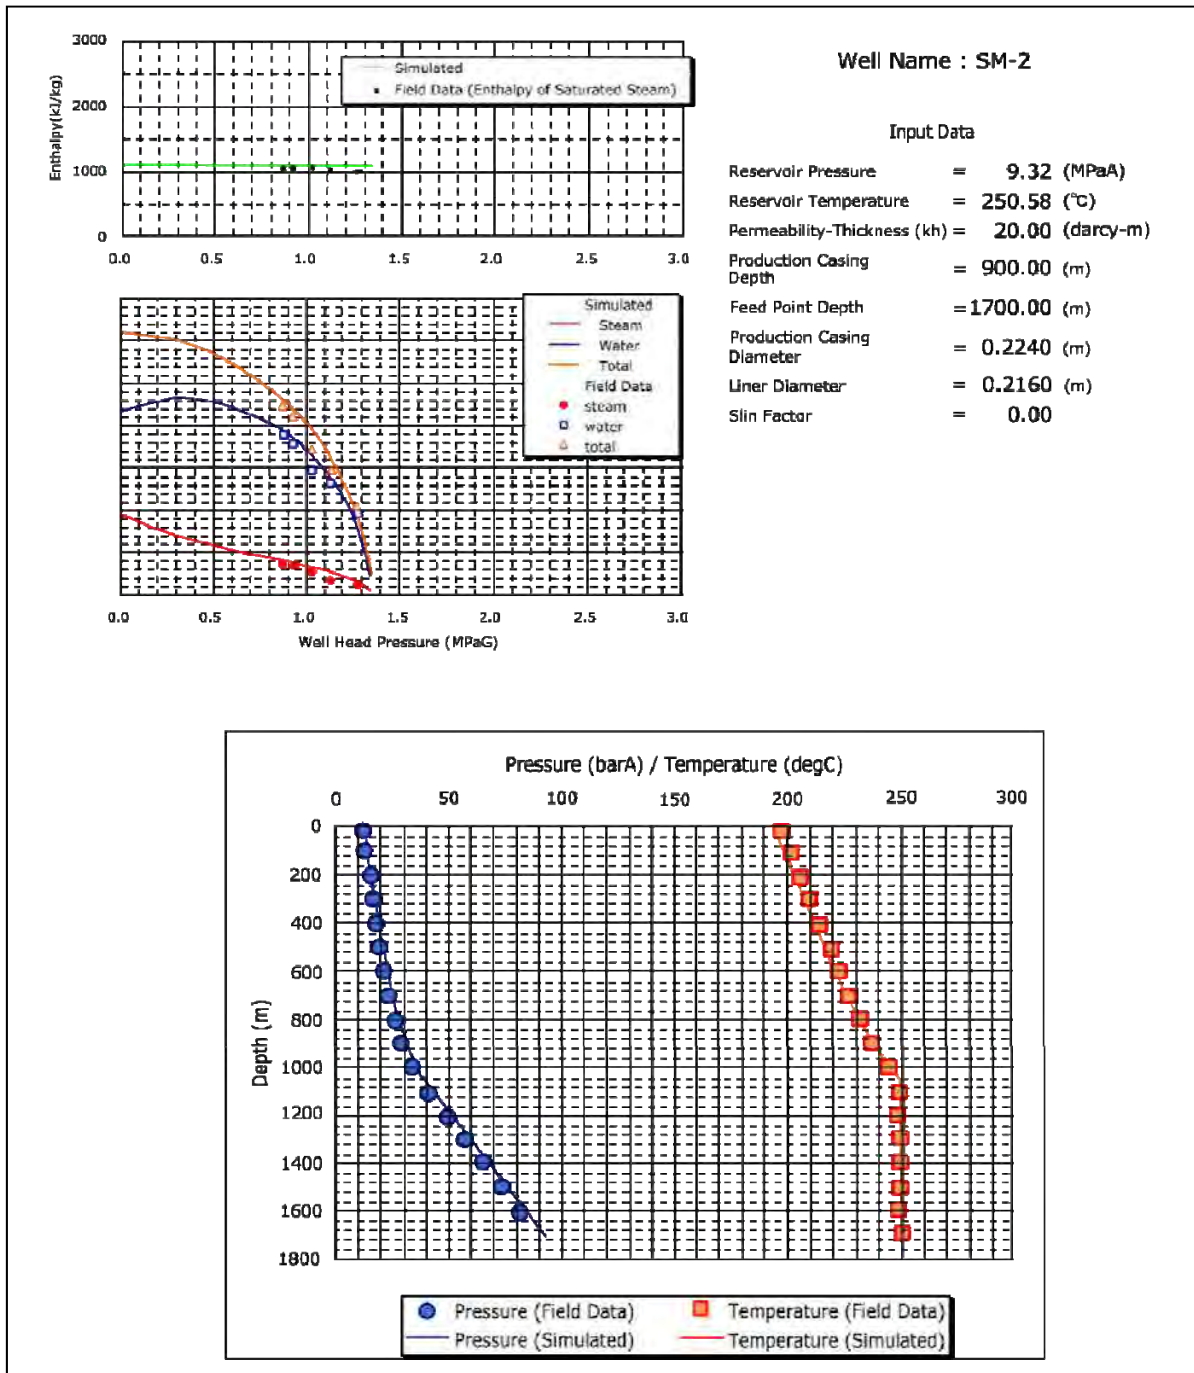 Well Name : SM-2
3000
2000
1000
0
Enthalpy(kJ/kg)
Simulated
Field Data (Enthalpy of Saturated Steam)
0.0 0.5 1.0 1.5 2.0 2.5 3.0
Input Data
Reservoir Pressure = 9.32 (MPaA)
Reservoir Temperature = 250.58 (℃)
Permeability-Thickness (kh) = 20.00 (darcy-m)
Production Casing
Depth = 900.00 (m)
Feed Point Depth =1700.00 (m)
Production Casing
Diameter = 0.2240 (m)
Liner Diameter = 0.2160 (m)
Slin Factor = 0.00
Simulated
Steam
Water
Total
Field Data
steam
water
total
0.0 0.5 1.0 1.5 2.0 2.5 3.0
Well Head Pressure (MPaG)
Pressure (barA) / Temperature (degC)
0 50 100 150 200 250 300
0
200
400
600
800
1000
1200
1400
1600
1800
Depth (m)
Pressure (Field Data) Temperature (Field Data)
Pressure (Simulated) Temperature (Simulated)